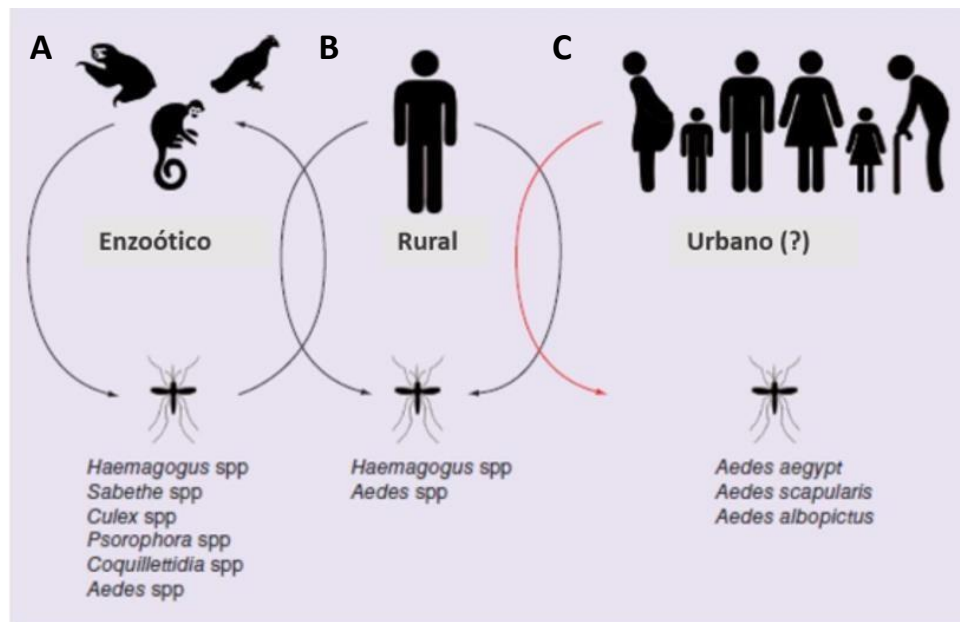 A
B
C
Enzoótico
Rural
Urbano (?)
Haemagogus spp
Sabethe spp
Culex spp
Psorophora spp
Coquillettidia spp
Aedes spp
Haemagogus spp
Aedes spp
Aedes aegypt
Aedes scapularis
Aedes albopictus